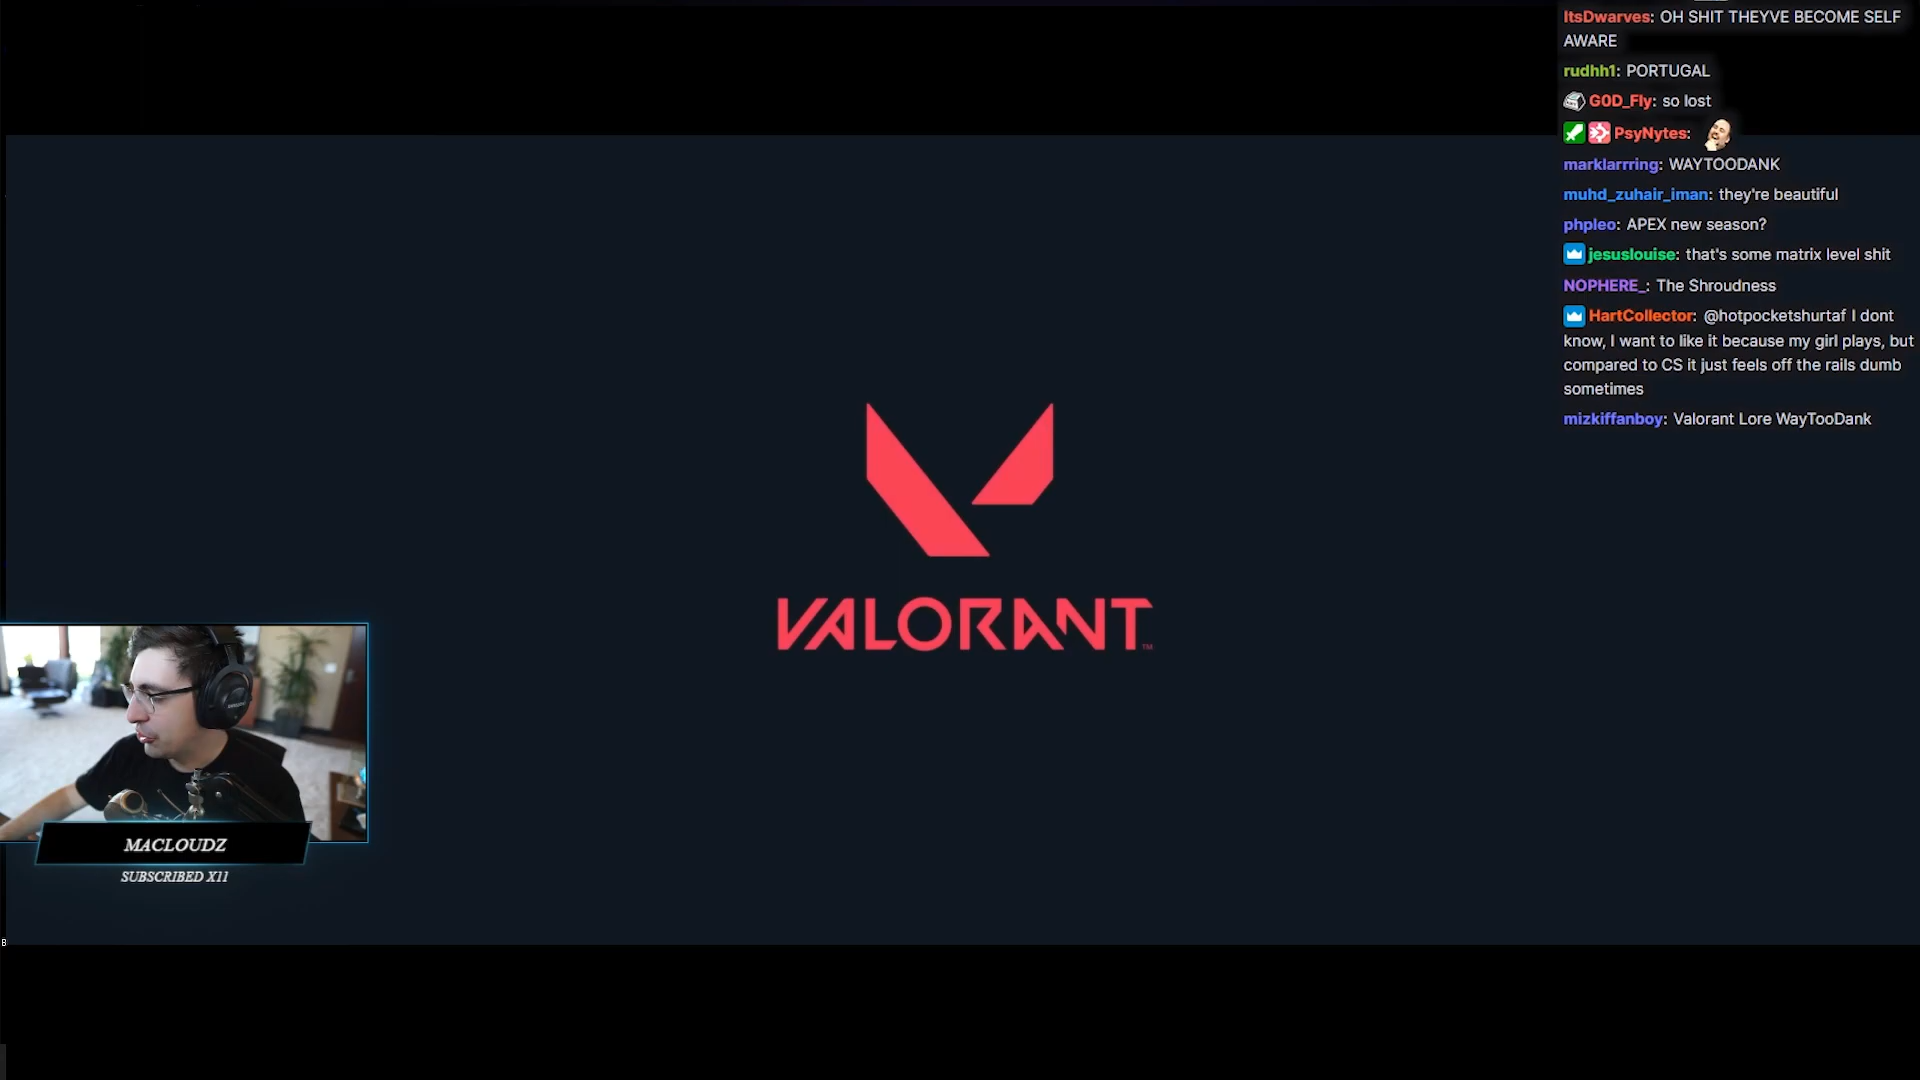 ItsDwarves: OH SHIT THEYVE BECOME SELF
AWARE
rudhh1: PORTUGAL
G0D_Fly: so lost
PsyNytes:
marklarrring: WAYTOODANK
muhd_zuhair_iman: they're beautiful
phpleo: APEX new season?
jesuslouise: that's some matrix level shit
NOPHERE_: The Shroudness
HartCollector: @hotpocketshurtaf I dont
know, I want to like it because my girl plays, but
compared to CS it just feels off the rails dumb
sometimes
mizkiffanboy: Valorant Lore WayTooDank
VALORANT™
MACLOUDZ
SUBSCRIBED X11
B